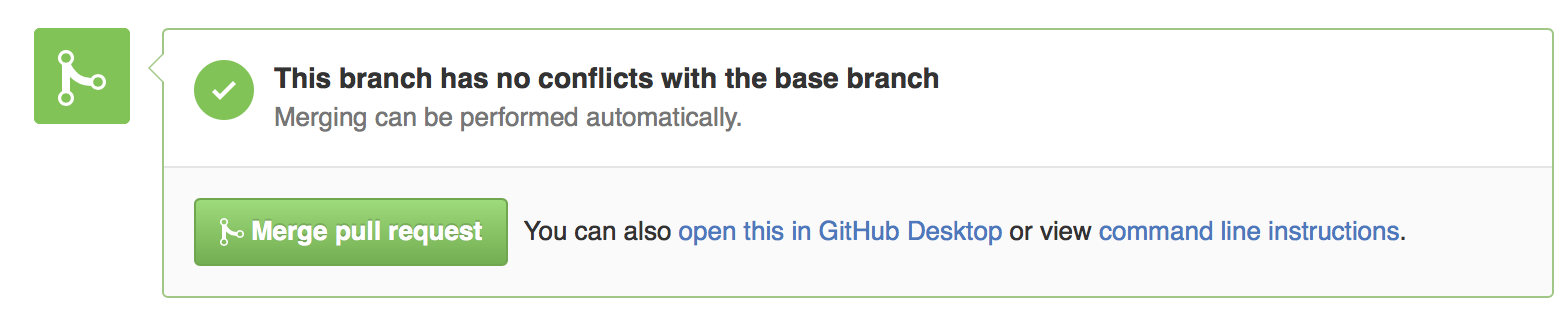 This branch has no conflicts with the base branch
Merging can be performed automatically.
Merge pull request You can also open this in GitHub Desktop or view command line instructions.